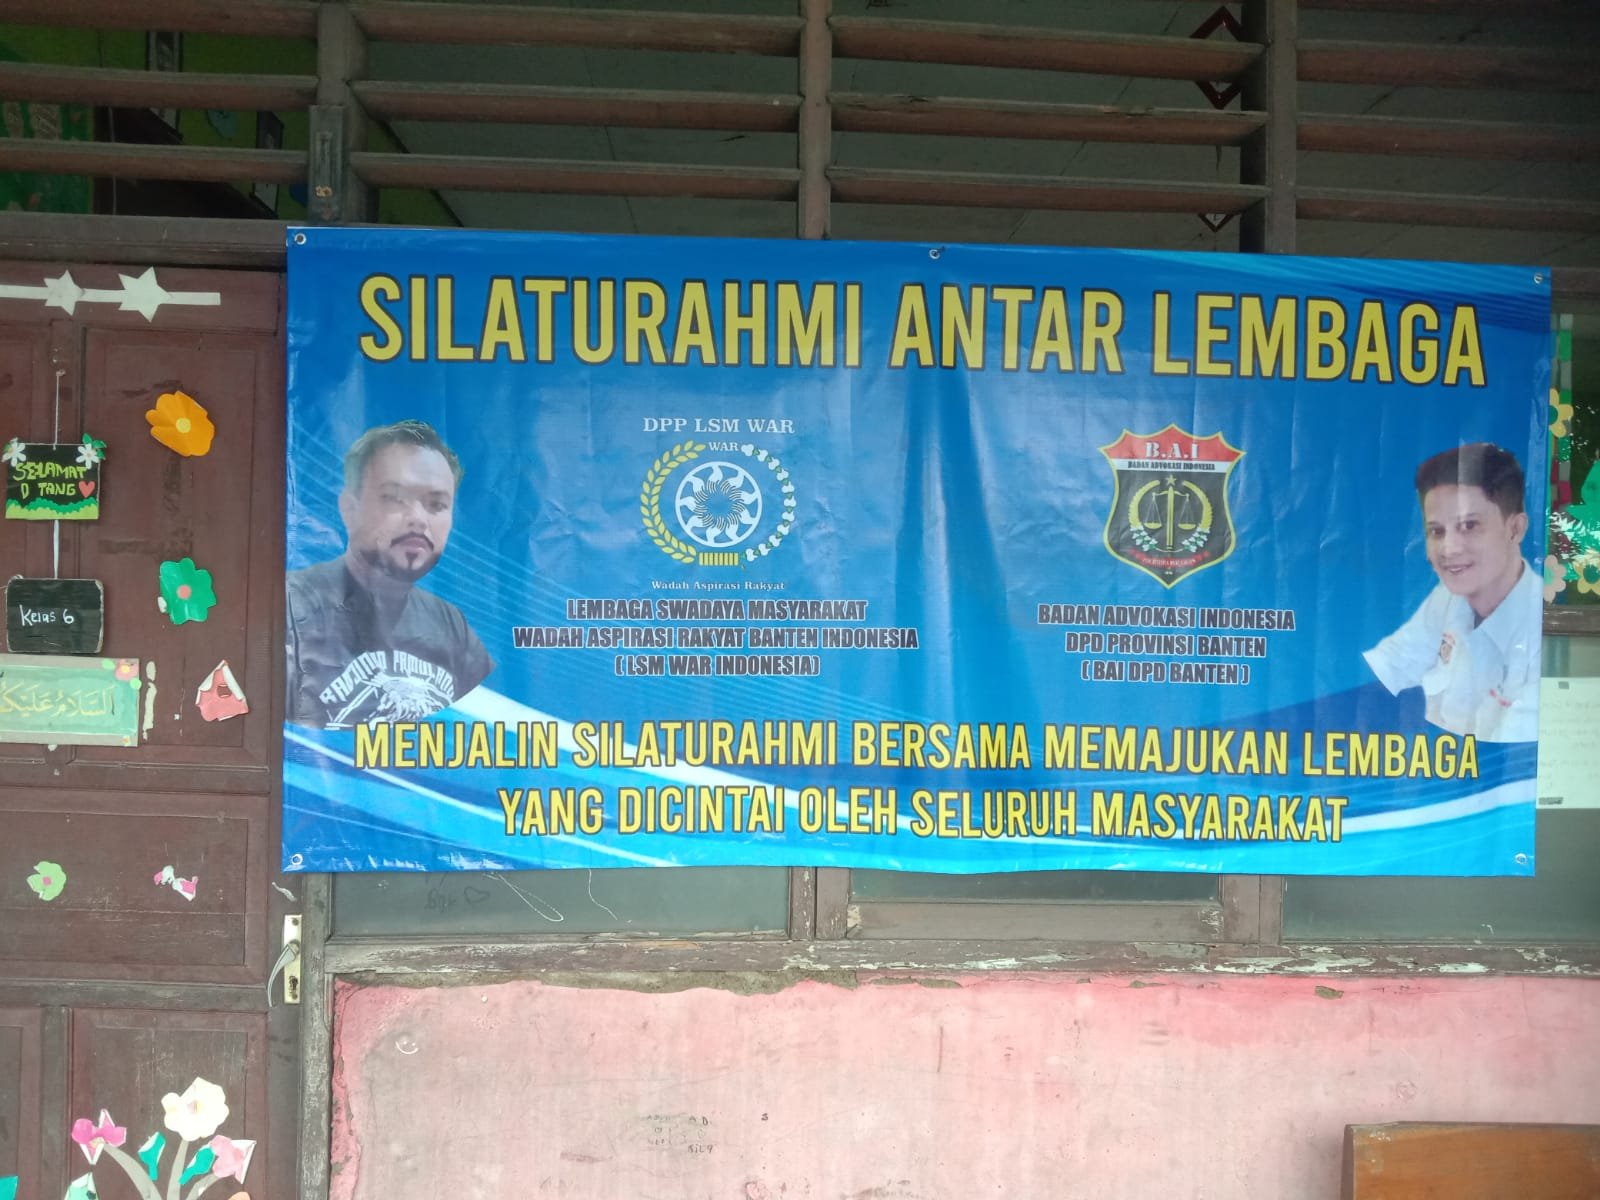 SILATURAHMI ANTAR LEMBAGA
DPP LSM WAR
WAR
Wadah Aspirasi Rakyat
LEMBAGA SWADAYA MASYARAKAT
WADAH ASPIRASI RAKYAT BANTEN INDONESIA
( LSM WAR INDONESIA)
B.A.I
BADAN ADVOKASI INDONESIA
BADAN ADVOKASI INDONESIA
DPD PROVINSI BANTEN
( BAI DPD BANTEN )
MENJALIN SILATURAHMI BERSAMA MEMAJUKAN LEMBAGA
YANG DICINTAI OLEH SELURUH MASYARAKAT
SELAMAT
D TANG
Kelas 6